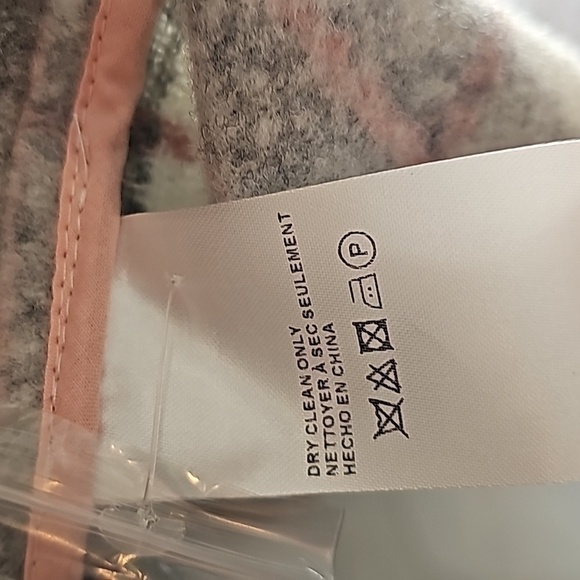 DRY CLEAN ONLY
NETTOYER À SEC SEULEMENT
HECHO EN CHINA
P